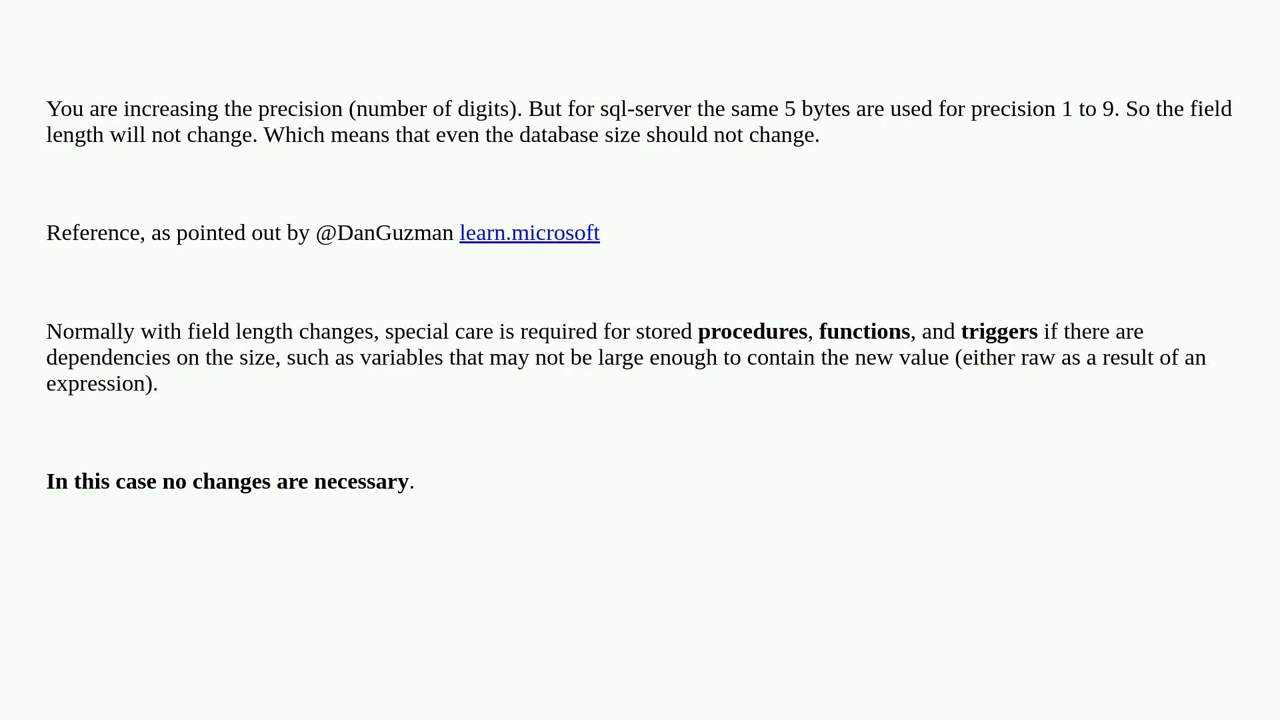 You are increasing the precision (number of digits). But for sql-server the same 5 bytes are used for precision 1 to 9. So the field
length will not change. Which means that even the database size should not change.
Reference, as pointed out by @DanGuzman learn.microsoft
Normally with field length changes, special care is required for stored procedures, functions, and triggers if there are
dependencies on the size, such as variables that may not be large enough to contain the new value (either raw as a result of an
expression).
In this case no changes are necessary.